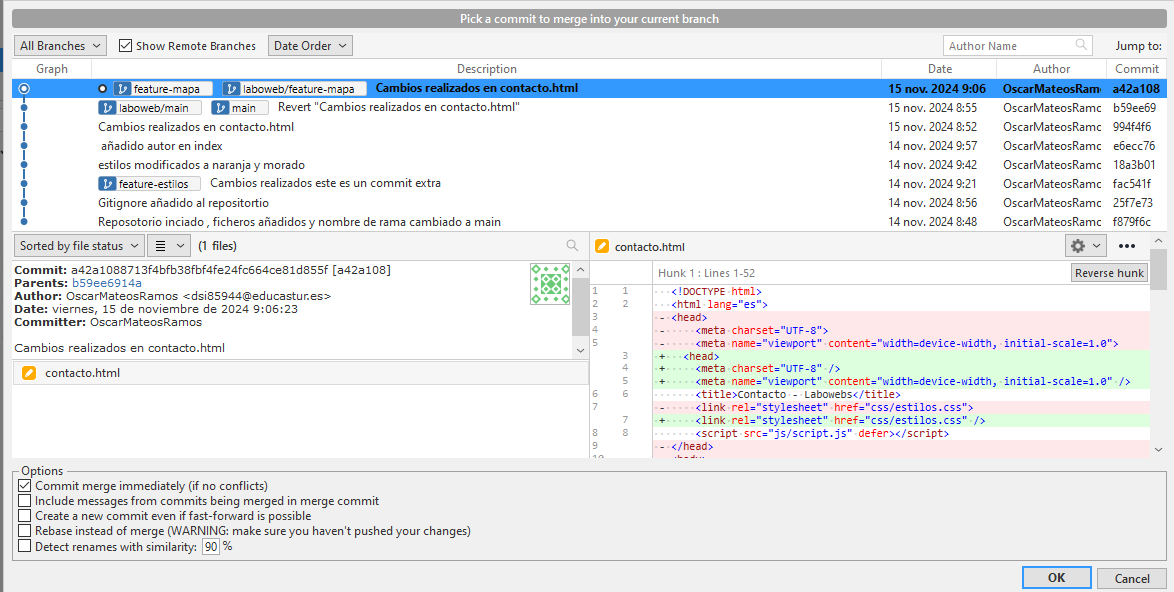 Pick a commit to merge into your current branch
All Branches Show Remote Branches Date Order Author Name Jump to:
Graph Description Date Author Commit
feature-mapa laboweb/feature-mapa Cambios realizados en contacto.html 15 nov. 2024 9:06 OscarMateosRamo a42a108
laboweb/main main Revert "Cambios realizados en contacto.html" 15 nov. 2024 8:55 OscarMateosRamo b59ee69
Cambios realizados en contacto.html 15 nov. 2024 8:52 OscarMateosRamo 994f4f6
añadido autor en index 14 nov. 2024 9:57 OscarMateosRamo e6ecc76
estilos modificados a naranja y morado 14 nov. 2024 9:42 OscarMateosRamo 18a3b01
feature-estilos Cambios realizados este es un commit extra 14 nov. 2024 9:21 OscarMateosRamo fac541f
Gitignore añadido al repositortio 14 nov. 2024 8:56 OscarMateosRamo 25f7e73
Reposotorio inciado , ficheros añadidos y nombre de rama cambiado a main 14 nov. 2024 8:48 OscarMateosRamo f879f6c
Sorted by file status (1 files)
Commit: a42a1088713f4bfb38fbf4fe24fc664ce81d855f [a42a108]
Parents: b59ee6914a
Author: OscarMateosRamos <dsi85944@educastur.es>
Date: viernes, 15 de noviembre de 2024 9:06:23
Committer: OscarMateosRamos
Cambios realizados en contacto.html
contacto.html
contacto.html
Hunk 1 : Lines 1-52 Reverse hunk
1 1 <!DOCTYPE html>
2 2 <html lang="es">
3 - <head>
4 - <meta charset="UTF-8">
5 - <meta name="viewport" content="width=device-width, initial-scale=1.0">
3 + <head>
4 + <meta charset="UTF-8" />
5 + <meta name="viewport" content="width=device-width, initial-scale=1.0" />
6 6 <title>Contacto - Labowebs</title>
7 - <link rel="stylesheet" href="css/estilos.css">
7 + <link rel="stylesheet" href="css/estilos.css" />
8 8 <script src="js/script.js" defer></script>
9 - </head>
Options
Commit merge immediately (if no conflicts)
Include messages from commits being merged in merge commit
Create a new commit even if fast-forward is possible
Rebase instead of merge (WARNING: make sure you haven't pushed your changes)
Detect renames with similarity: 90 %
OK Cancel